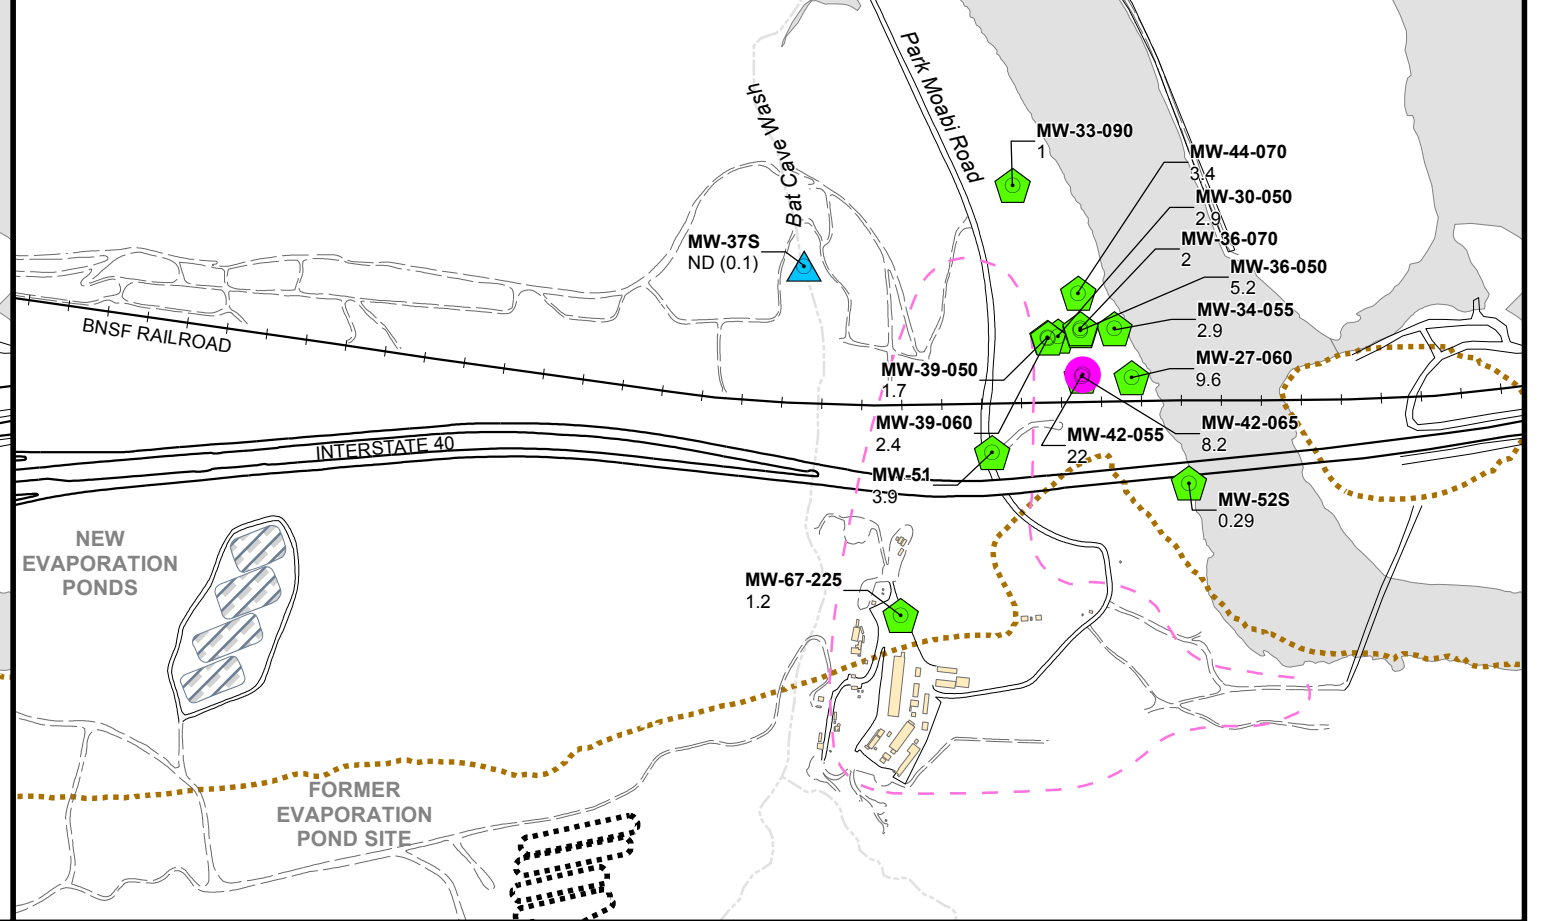 Park Moabi Road
Bat Cave Wash
MW-33-090
1
MW-44-070
3.4
MW-30-050
2.9
MW-36-070
2
MW-37S
ND (0.1)
MW-36-050
5.2
MW-34-055
2.9
BNSF RAILROAD
MW-39-050
1.7
MW-27-060
9.6
MW-39-060
2.4
MW-42-055
22
MW-42-065
8.2
INTERSTATE 40
MW-51
3.9
MW-52S
0.29
NEW
EVAPORATION
PONDS
MW-67-225
1.2
FORMER
EVAPORATION
POND SITE